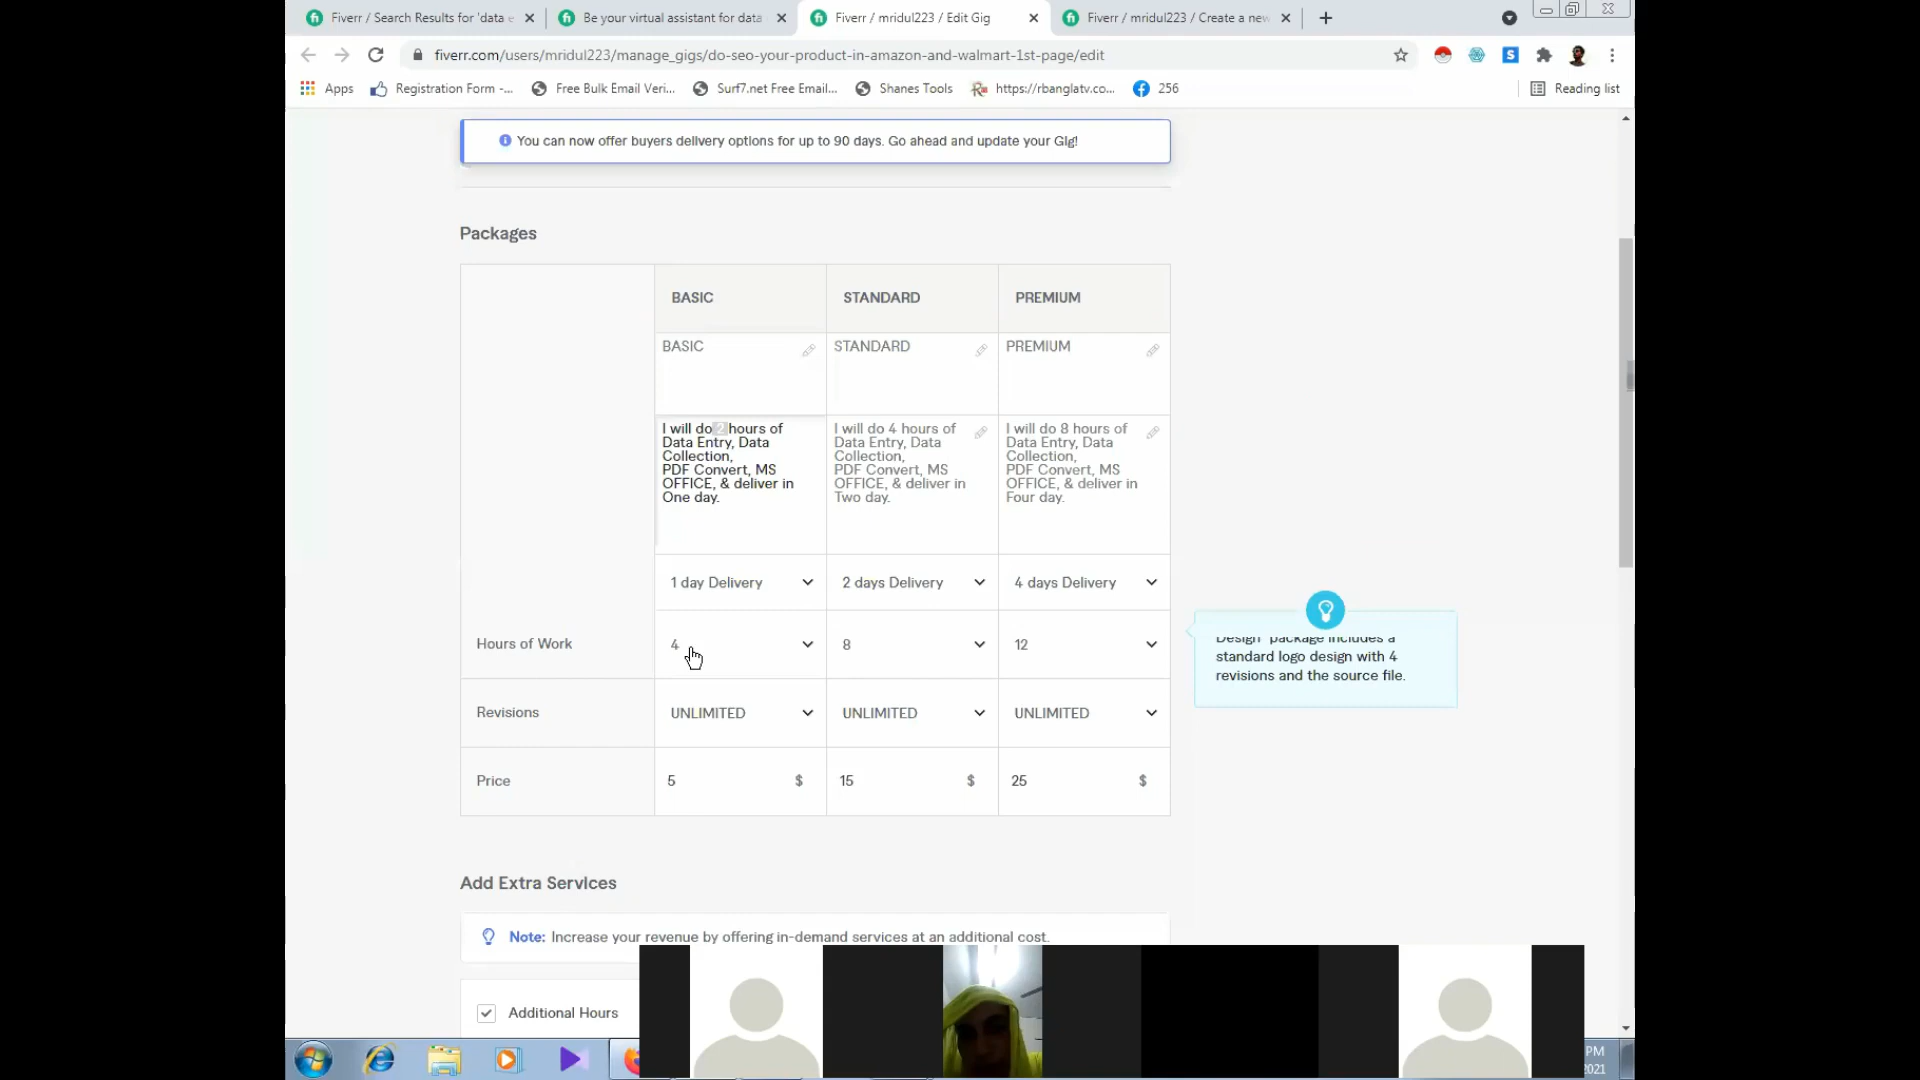 Fiverr / Search Results for 'data e
Be your virtual assistant for data
Fiverr / mridul223 / Edit Gig
Fiverr / mridul223 / Create a new
fiverr.com/users/mridul223/manage_gigs/do-seo-your-product-in-amazon-and-walmart-1st-page/edit
Apps
Registration Form -...
Free Bulk Email Veri...
Surf7.net Free Email...
Shanes Tools
https://rbanglatv.co...
256
Reading list
You can now offer buyers delivery options for up to 90 days. Go ahead and update your Gig!
Packages
BASIC STANDARD PREMIUM
BASIC STANDARD PREMIUM
I will do 2 hours of
Data Entry, Data
Collection,
PDF Convert, MS
OFFICE, & deliver in
One day.
I will do 4 hours of
Data Entry, Data
Collection,
PDF Convert, MS
OFFICE, & deliver in
Two day.
I will do 8 hours of
Data Entry, Data
Collection,
PDF Convert, MS
OFFICE, & deliver in
Four day.
1 day Delivery 2 days Delivery 4 days Delivery
Hours of Work 4 8 12
Design" package includes a
standard logo design with 4
revisions and the source file.
Revisions UNLIMITED UNLIMITED UNLIMITED
Price 5 $ 15 $ 25 $
Add Extra Services
Note: Increase your revenue by offering in-demand services at an additional cost.
Additional Hours
PM
2021